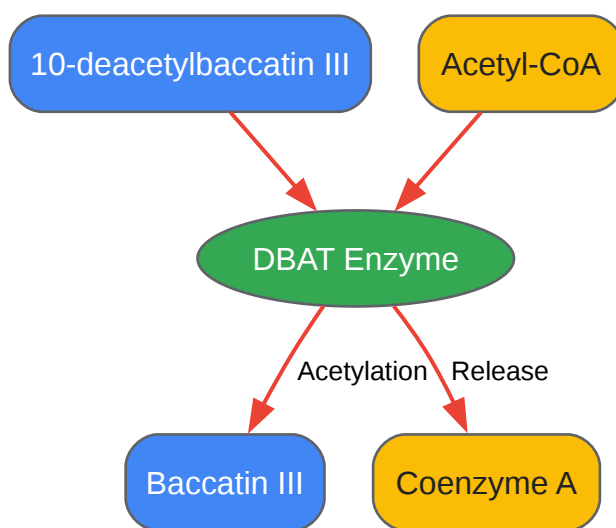 10-deacetylbaccatin III
Acetyl-CoA
DBAT Enzyme
Acetylation
Release
Baccatin III
Coenzyme A